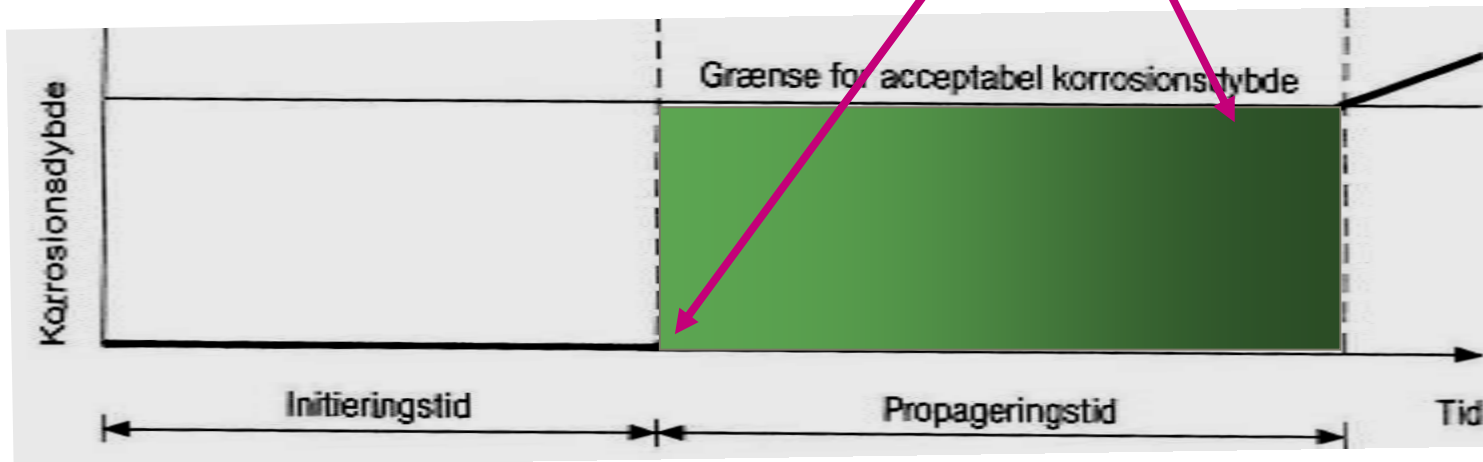 Grænse for acceptabel korrosionsdybde
Korrosionsdybde
Initieringstid
Propageringstid
Tid